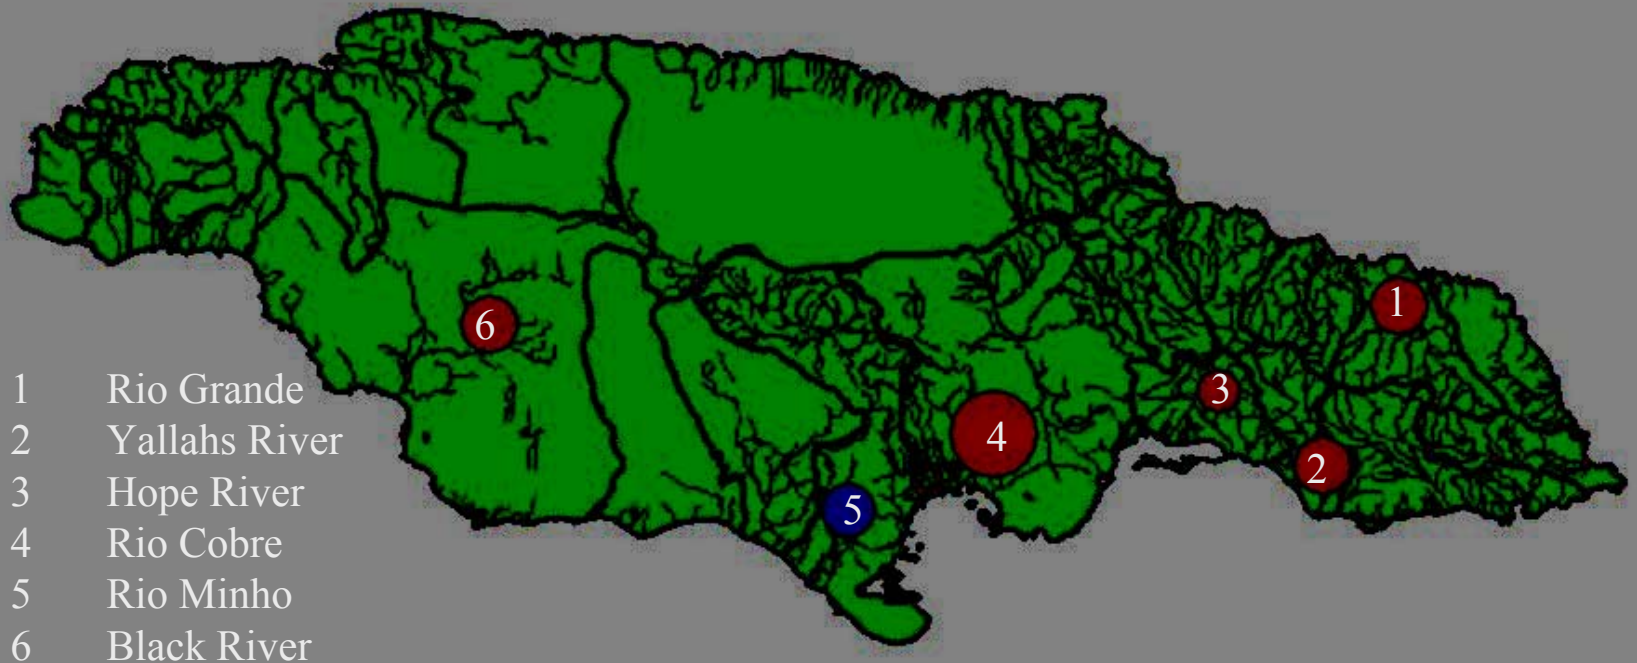 1
6
3
4
2
5
1 Rio Grande
2 Yallahs River
3 Hope River
4 Rio Cobre
5 Rio Minho
6 Black River